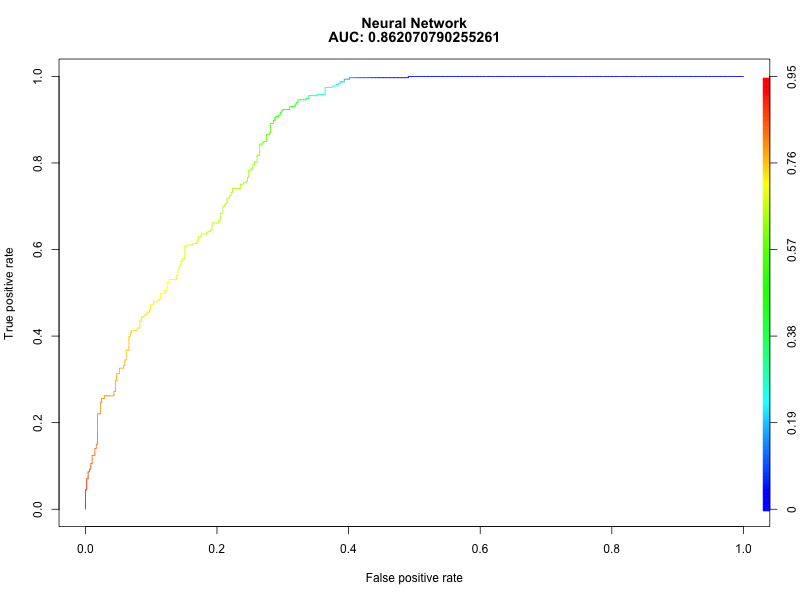 Neural Network
AUC: 0.862070790255261
True positive rate
1.0
0.8
0.6
0.4
0.2
0.0
0.0 0.2 0.4 0.6 0.8 1.0
False positive rate
0.95
0.76
0.57
0.38
0.19
0